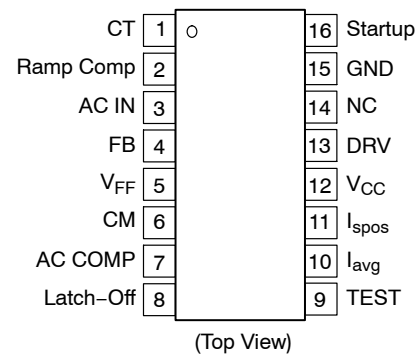 CT 1 16 Startup
Ramp Comp 2 15 GND
AC IN 3 14 NC
FB 4 13 DRV
VFF 5 12 VCC
CM 6 11 Ispos
AC COMP 7 10 Iavg
Latch−Off 8 9 TEST
(Top View)